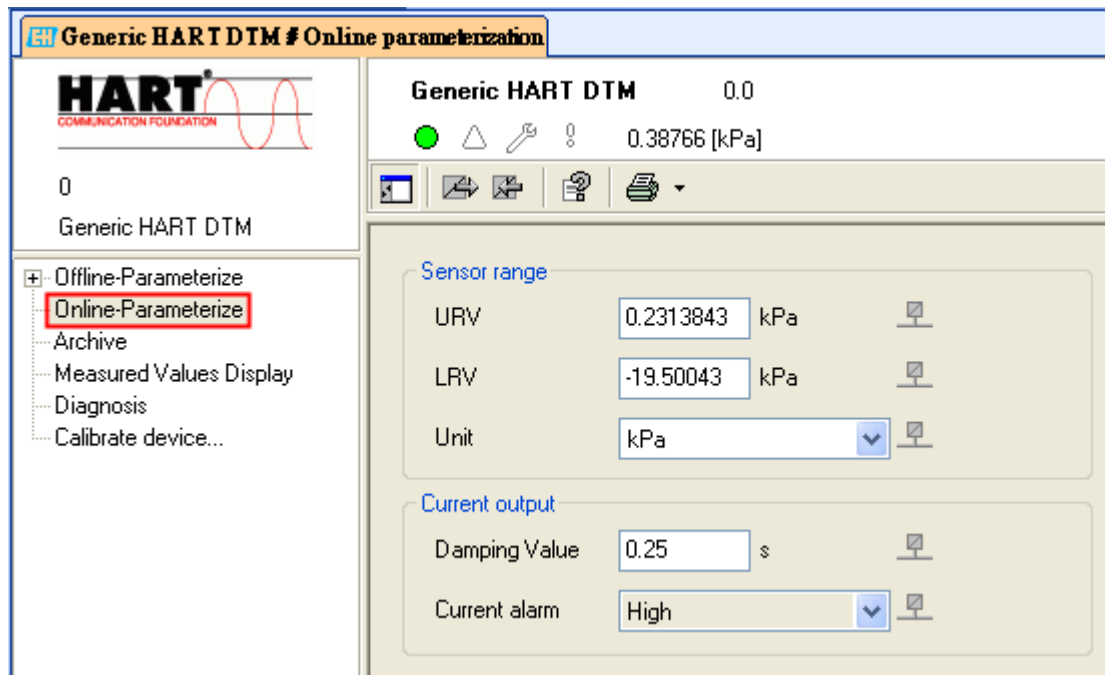 Generic HART DTM # Online parameterization
HART®
COMMUNICATION FOUNDATION
0
Generic HART DTM
Generic HART DTM 0.0
0.38766 [kPa]
Offline-Parameterize
Online-Parameterize
Archive
Measured Values Display
Diagnosis
Calibrate device...
Sensor range
URV 0.2313843 kPa
LRV -19.50043 kPa
Unit kPa
Current output
Damping Value 0.25 s
Current alarm High